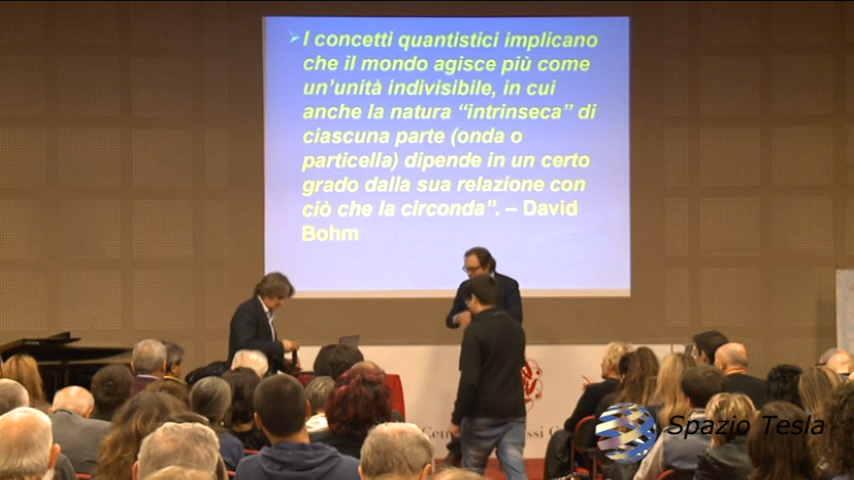 I concetti quantistici implicano
che il mondo agisce più come
un'unità indivisibile, in cui
anche la natura “intrinseca” di
ciascuna parte (onda o
particella) dipende in un certo
grado dalla sua relazione con
ciò che la circonda”. – David
Bohm
Spazio Tesla